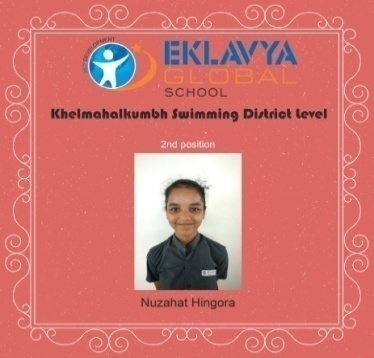 EKLAVYA
GLOBAL
SCHOOL
Khelmahalkumbh Swimming District Level
2nd position
Nuzahat Hingora